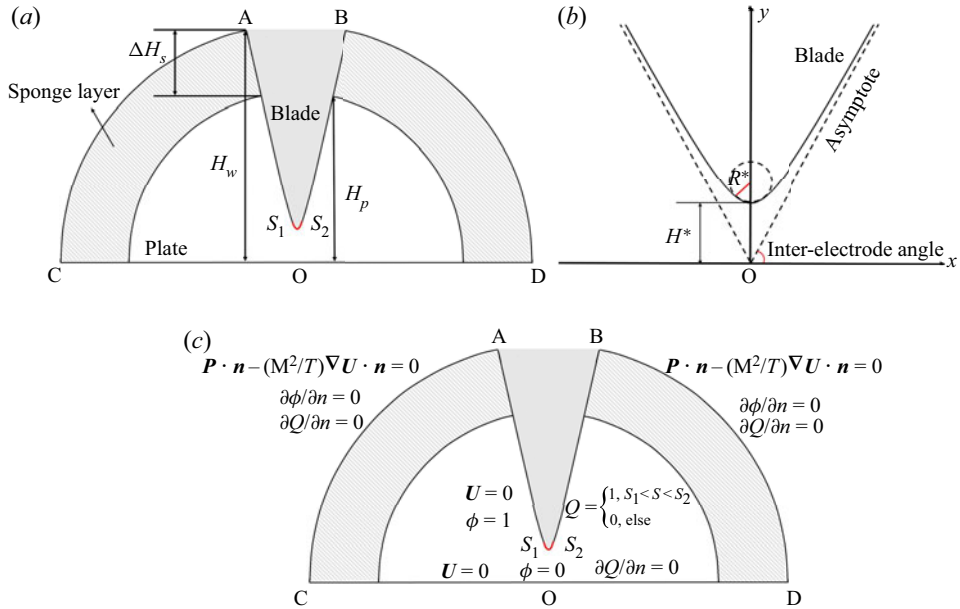 (a)
A
B
ΔH_s
Sponge layer
Blade
H_w
H_p
S_1
S_2
Plate
C
O
D
(b)
y
Blade
Asymptote
R*
H*
Inter-electrode angle
O
x
(c)
A
B
P · n – (M²/T) ∇U · n = 0
∂ϕ/∂n = 0
∂Q/∂n = 0
P · n – (M²/T) ∇U · n = 0
∂ϕ/∂n = 0
∂Q/∂n = 0
U = 0
ϕ = 1
Q = { 1, S_1 < S < S_2
0, else
S_1
S_2
U = 0 ϕ = 0 ∂Q/∂n = 0
C
O
D